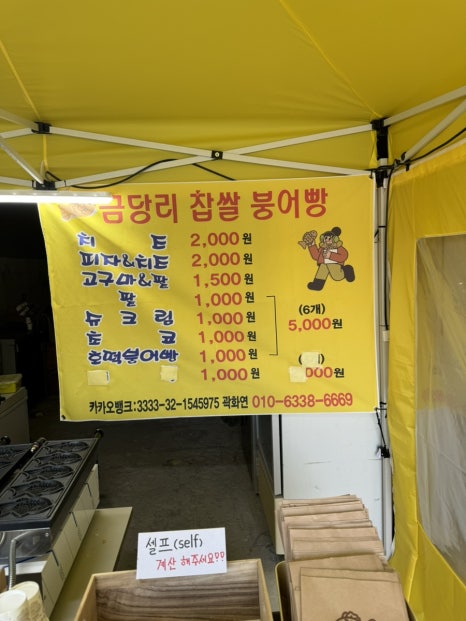 금당리 찹쌀 붕어빵
치 드 2,000원
피자&치드 2,000원
고구마&팥 1,500원
팥 1,000원
(6개)
슈크림 1,000원
5,000원
초코 1,000원
호떡붕어빵 1,000원
1,000원
000원
카카오뱅크:3333-32-1545975 곽화연 010-6338-6669
셀프(self)
계산 해주세요??